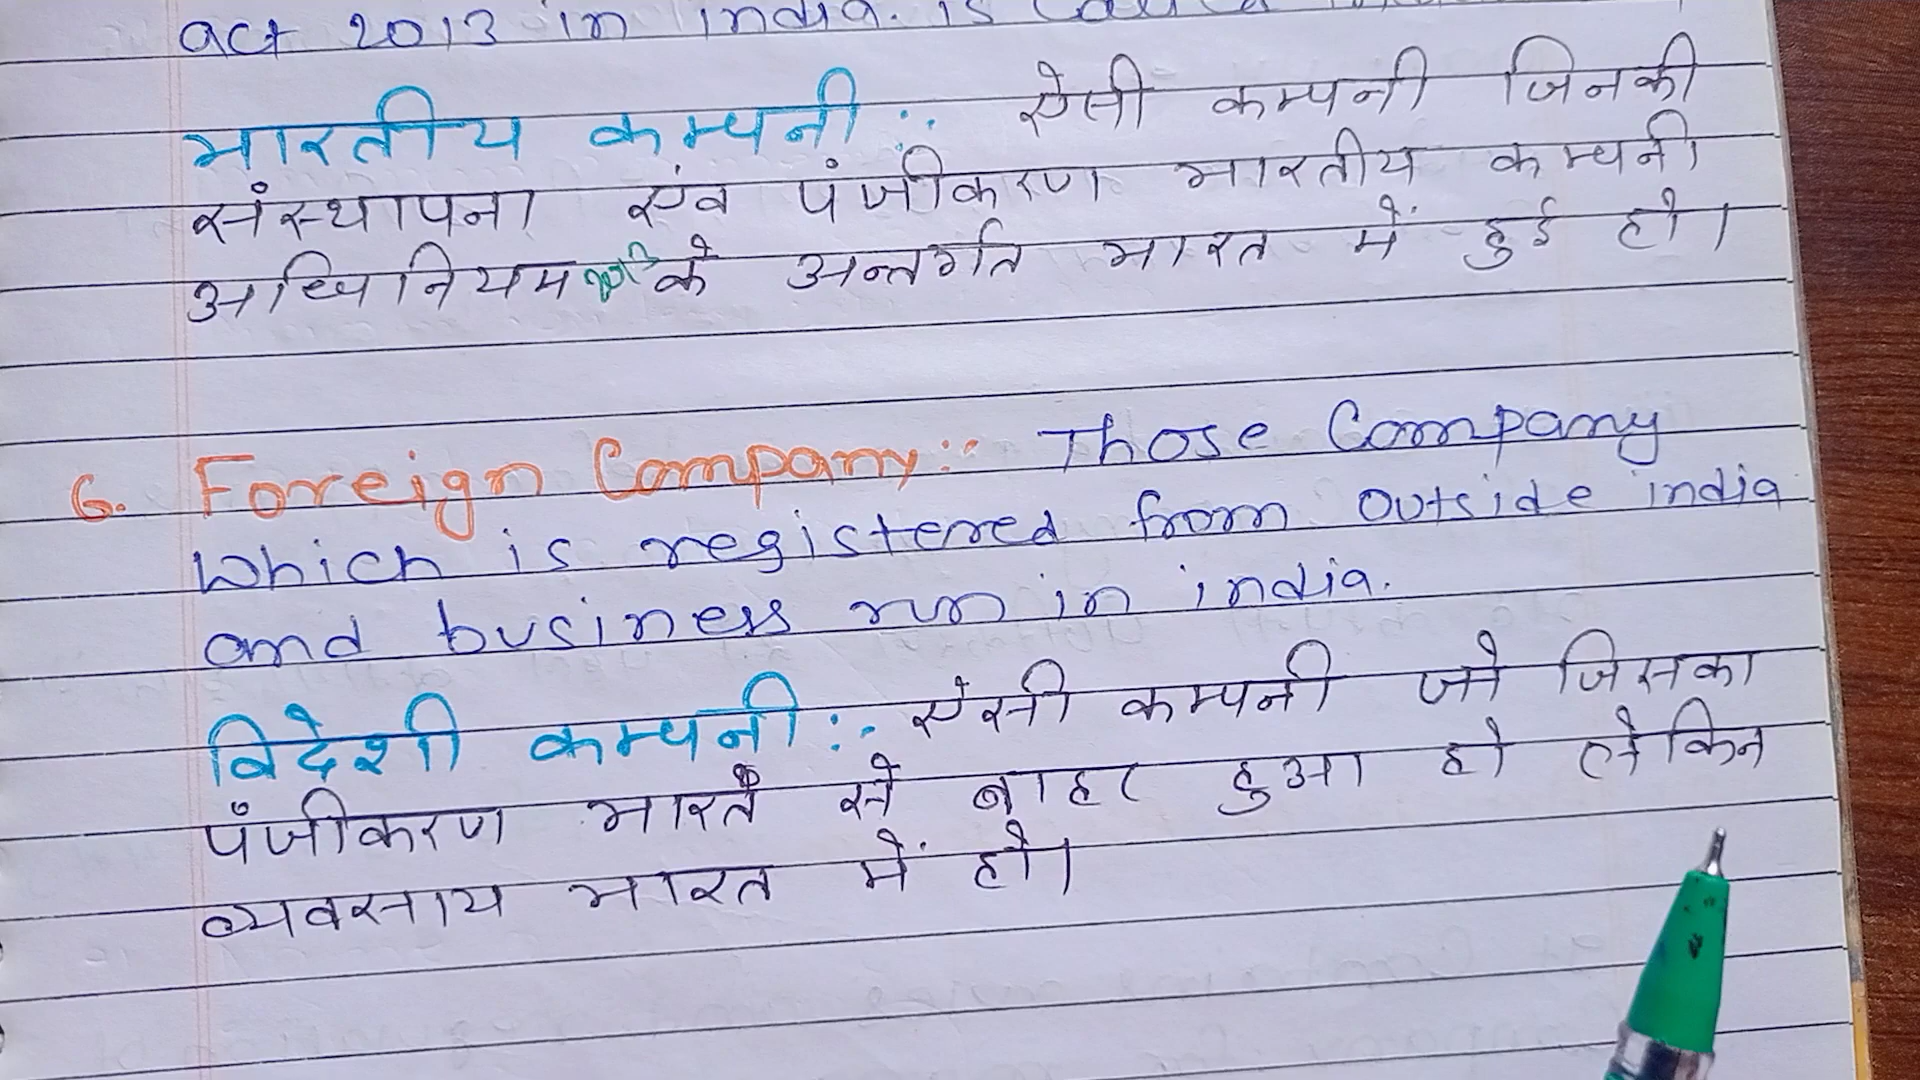 act 2013 in india. is
भारतीय कम्पनी :. ऐसी कम्पनी जिनकी
संस्थापना एंव पंजीकरण भारतीय कम्पनी
अधिनियम के अन्तर्गत भारत में हुई हो।
6. Foreign Company :. Those Company
which is registered from outside india
and business run in india.
विदेशी कम्पनी :. ऐसी कम्पनी जो जिसका
पंजीकरण भारत से बाहर हुआ हो लेकिन
व्यवसाय भारत में हो।